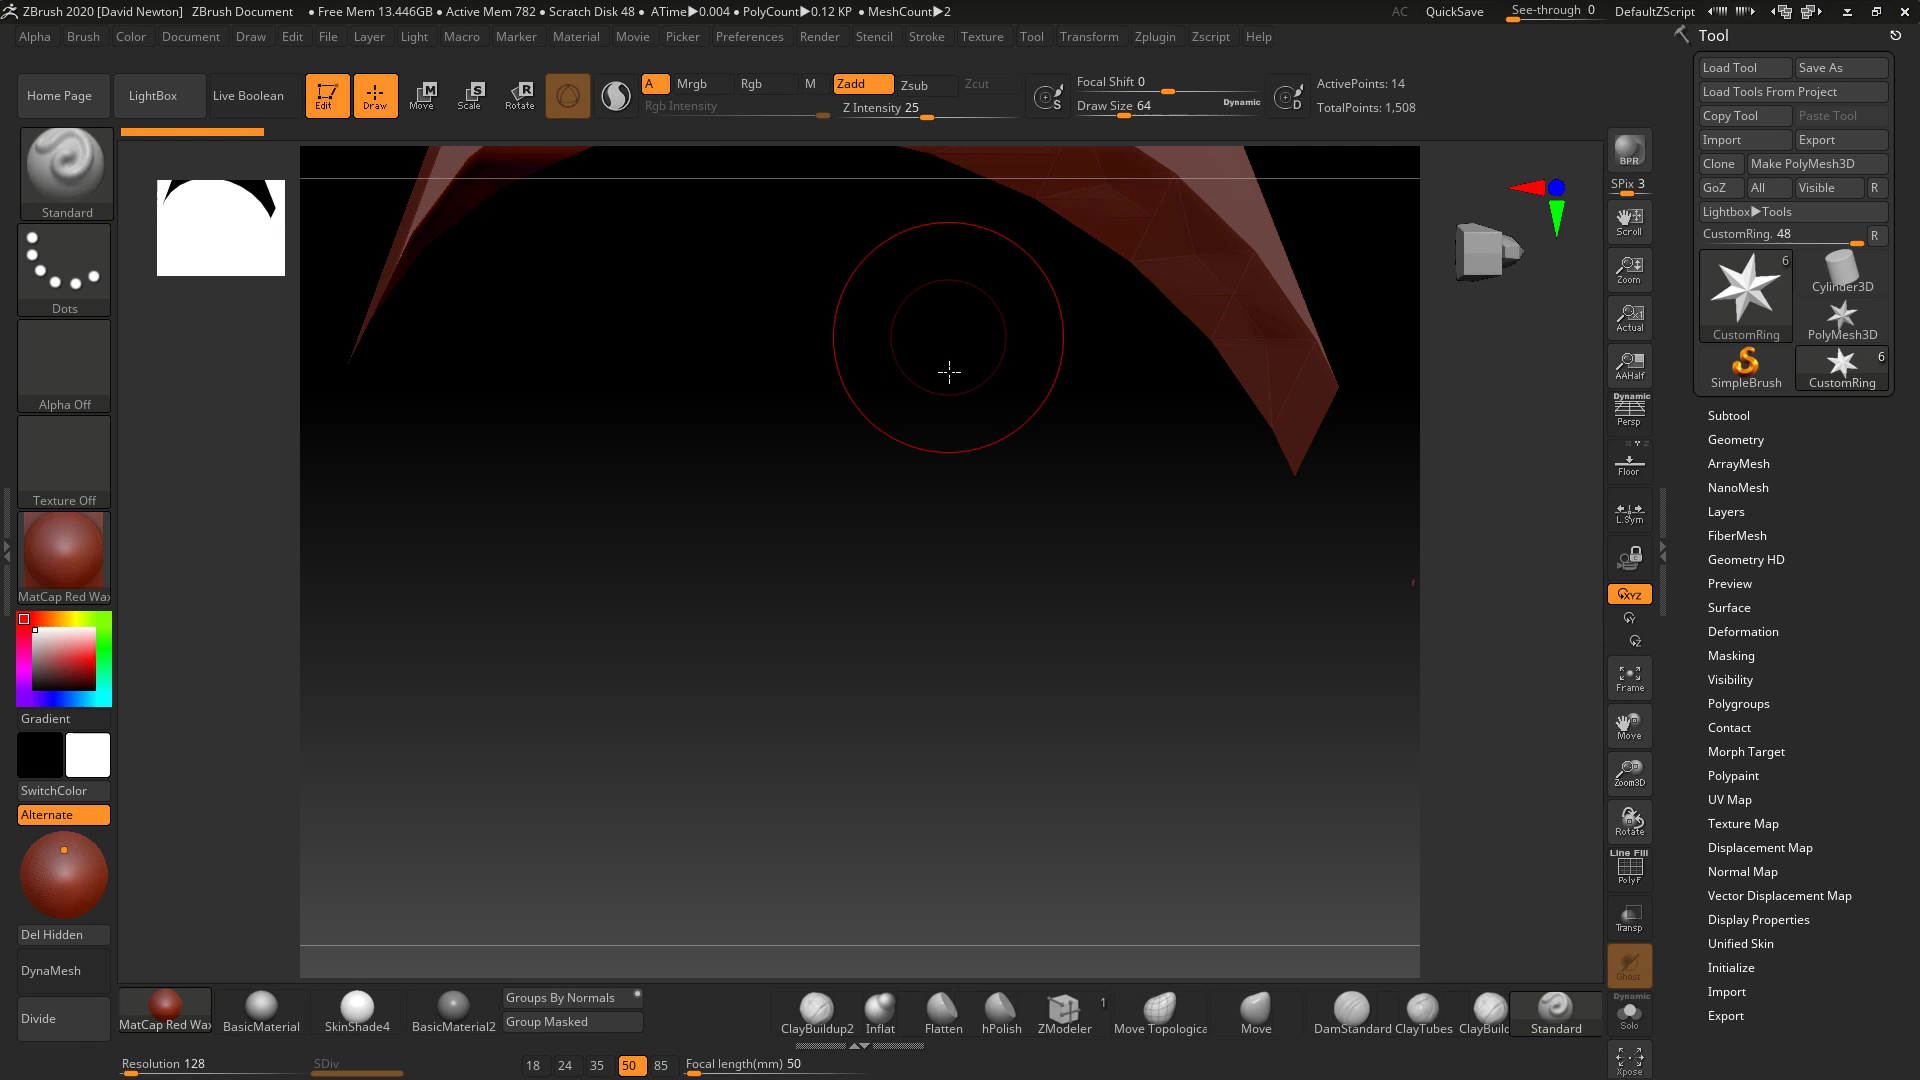 ZBrush 2020 [David Newton] ZBrush Document • Free Mem 13.446GB • Active Mem 782 • Scratch Disk 48 • ATime▶0.004 • PolyCount▶0.12 KP • MeshCount▶2 AC QuickSave See-through 0 DefaultZScript
Alpha Brush Color Document Draw Edit File Layer Light Macro Marker Material Movie Picker Preferences Render Stencil Stroke Texture Tool Transform Zplugin Zscript Help
Home Page LightBox Live Boolean Edit Draw Move Scale Rotate
A Mrgb Rgb M Zadd Zsub Zcut
Rgb Intensity Z Intensity 25
Focal Shift 0
Draw Size 64 Dynamic
ActivePoints: 14
TotalPoints: 1,508
Standard
Dots
Alpha Off
Texture Off
MatCap Red Wax
Gradient
SwitchColor
Alternate
Del Hidden
DynaMesh
Divide
BPR
SPix 3
Scroll
Zoom
Actual
AAHalf
Dynamic
Persp
Floor
L.Sym
XYZ
Y
Z
Frame
Move
Zoom3D
Rotate
Line Fill
PolyF
Transp
Ghost
Dynamic
Solo
Xpose
Tool
Load Tool Save As
Load Tools From Project
Copy Tool Paste Tool
Import Export
Clone Make PolyMesh3D
GoZ All Visible R
Lightbox▶Tools
CustomRing. 48 R
6
CustomRing
Cylinder3D
PolyMesh3D
SimpleBrush
6
CustomRing
Subtool
Geometry
ArrayMesh
NanoMesh
Layers
FiberMesh
Geometry HD
Preview
Surface
Deformation
Masking
Visibility
Polygroups
Contact
Morph Target
Polypaint
UV Map
Texture Map
Displacement Map
Normal Map
Vector Displacement Map
Display Properties
Unified Skin
Initialize
Import
Export
MatCap Red Wax BasicMaterial SkinShade4 BasicMaterial2
Groups By Normals
Group Masked
ClayBuildup2 Inflat Flatten hPolish ZModeler 1 Move Topologica Move DamStandard ClayTubes ClayBuild Standard
Resolution 128 SDiv 18 24 35 50 85 Focal length(mm) 50